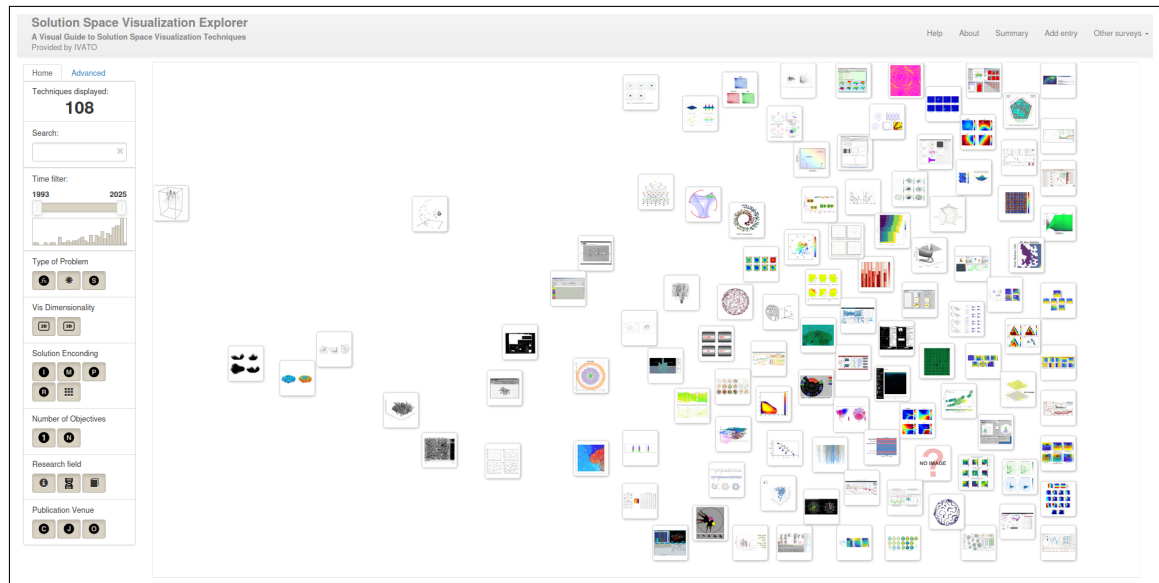 Solution Space Visualization Explorer
A Visual Guide to Solution Space Visualization Techniques
Provided by IVATO
Help About Summary Add entry Other surveys
Home Advanced
Techniques displayed:
108
Search:
Time filter:
1993 2025
Type of Problem
S
Vis Dimensionality
2D 3D
Solution Enconding
I M P
R
Number of Objectives
1 N
Research field
Publication Venue
C J O
NO IMAGE
?